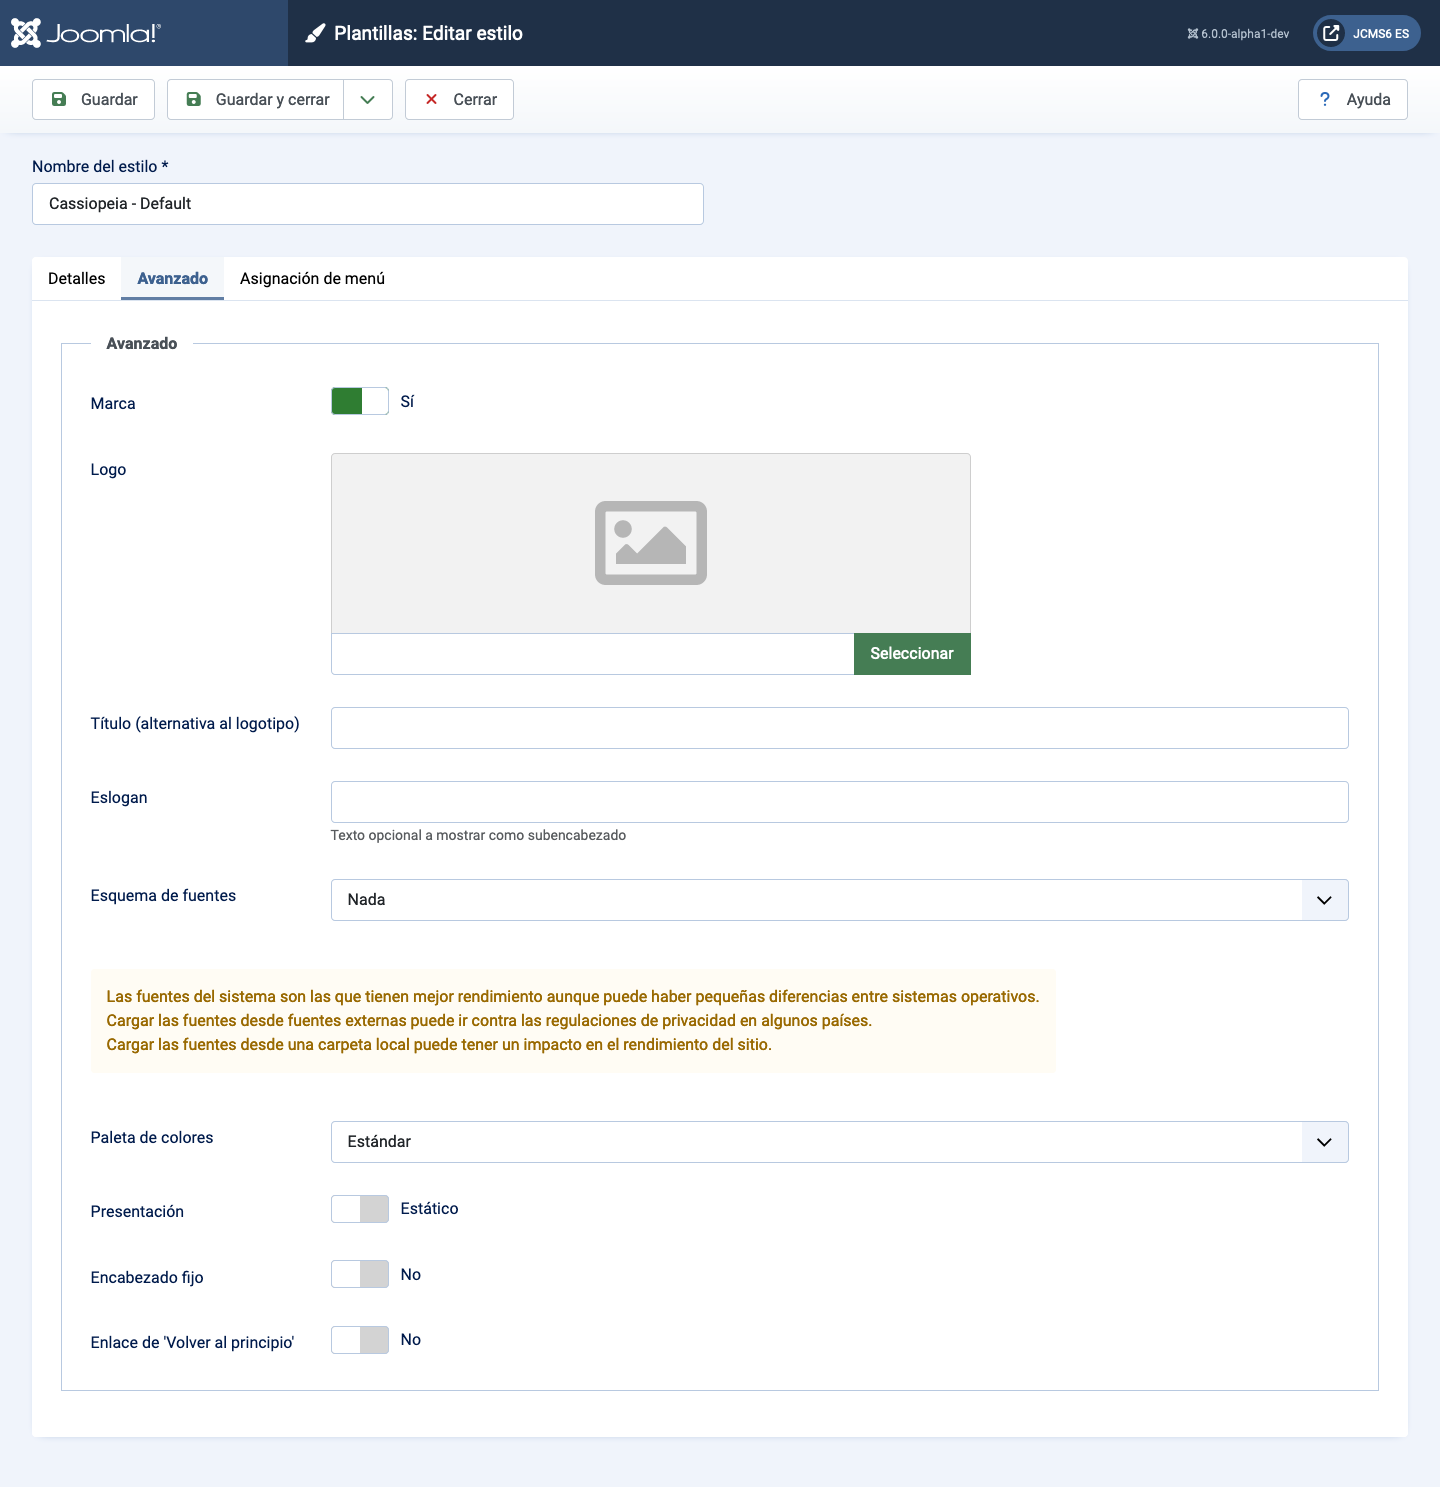 Joomla!®
Plantillas: Editar estilo
6.0.0-alpha1-dev
JCMS6 ES
Guardar
Guardar y cerrar
Cerrar
? Ayuda
Nombre del estilo *
Cassiopeia - Default
Detalles
Avanzado
Asignación de menú
Avanzado
Marca
Sí
Logo
Seleccionar
Título (alternativa al logotipo)
Eslogan
Texto opcional a mostrar como subencabezado
Esquema de fuentes
Nada
Las fuentes del sistema son las que tienen mejor rendimiento aunque puede haber pequeñas diferencias entre sistemas operativos.
Cargar las fuentes desde fuentes externas puede ir contra las regulaciones de privacidad en algunos países.
Cargar las fuentes desde una carpeta local puede tener un impacto en el rendimiento del sitio.
Paleta de colores
Estándar
Presentación
Estático
Encabezado fijo
No
Enlace de 'Volver al principio'
No